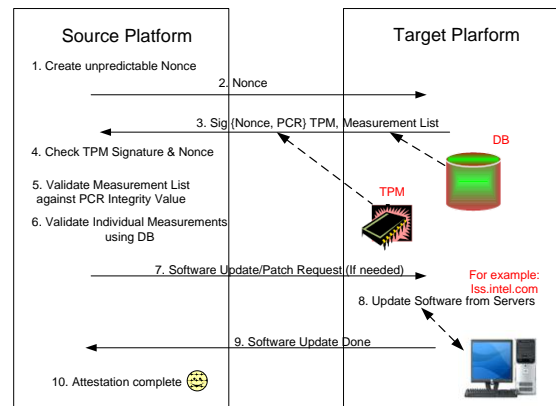 Source Platform
Target Plarform
1. Create unpredictable Nonce
2. Nonce
3. Sig {Nonce, PCR} TPM, Measurement List
DB
4. Check TPM Signature & Nonce
5. Validate Measurement List
against PCR Integrity Value
TPM
6. Validate Individual Measurements
using DB
7. Software Update/Patch Request (If needed)
For example:
lss.intel.com
8. Update Software from Servers
9. Software Update Done
10. Attestation complete